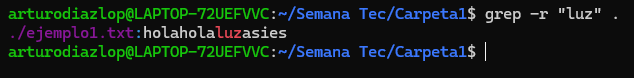 arturodiazlop@LAPTOP-72UEFVVC:~/Semana Tec/Carpeta1$ grep -r "luz" .
./ejemplo1.txt:holaholaluzasies
arturodiazlop@LAPTOP-72UEFVVC:~/Semana Tec/Carpeta1$